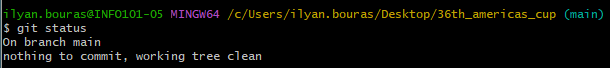 ilyan.bouras@INFO101-05 MINGW64 /c/Users/ilyan.bouras/Desktop/36th_americas_cup (main)
$ git status
On branch main
nothing to commit, working tree clean